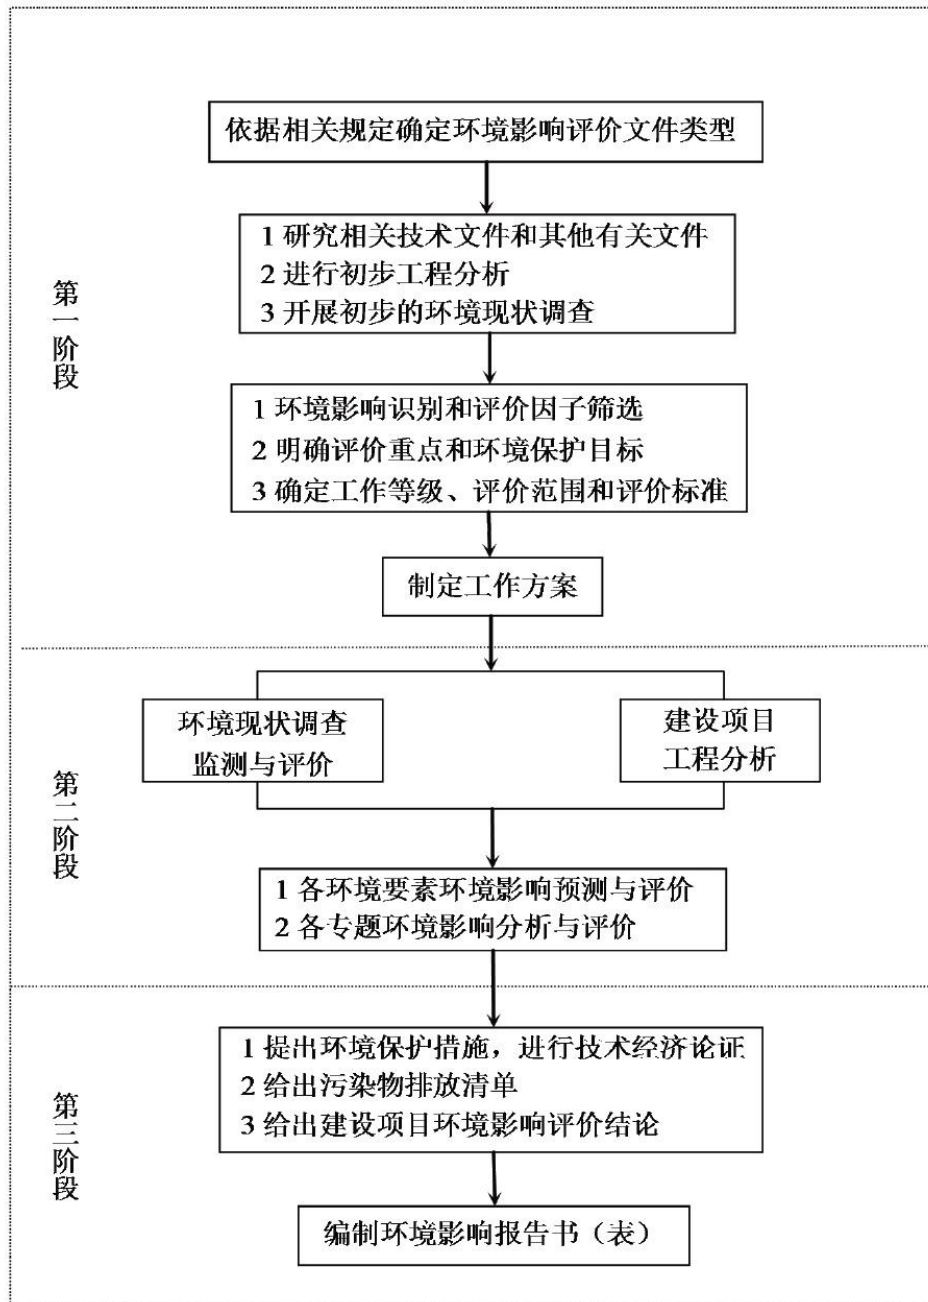 依据相关规定确定环境影响评价文件类型
1 研究相关技术文件和其他有关文件
2 进行初步工程分析
3 开展初步的环境现状调查
第一阶段
1 环境影响识别和评价因子筛选
2 明确评价重点和环境保护目标
3 确定工作等级、评价范围和评价标准
制定工作方案
环境现状调查
监测与评价
建设项目
工程分析
第二阶段
1 各环境要素环境影响预测与评价
2 各专题环境影响分析与评价
1 提出环境保护措施，进行技术经济论证
2 给出污染物排放清单
3 给出建设项目环境影响评价结论
第三阶段
编制环境影响报告书（表）